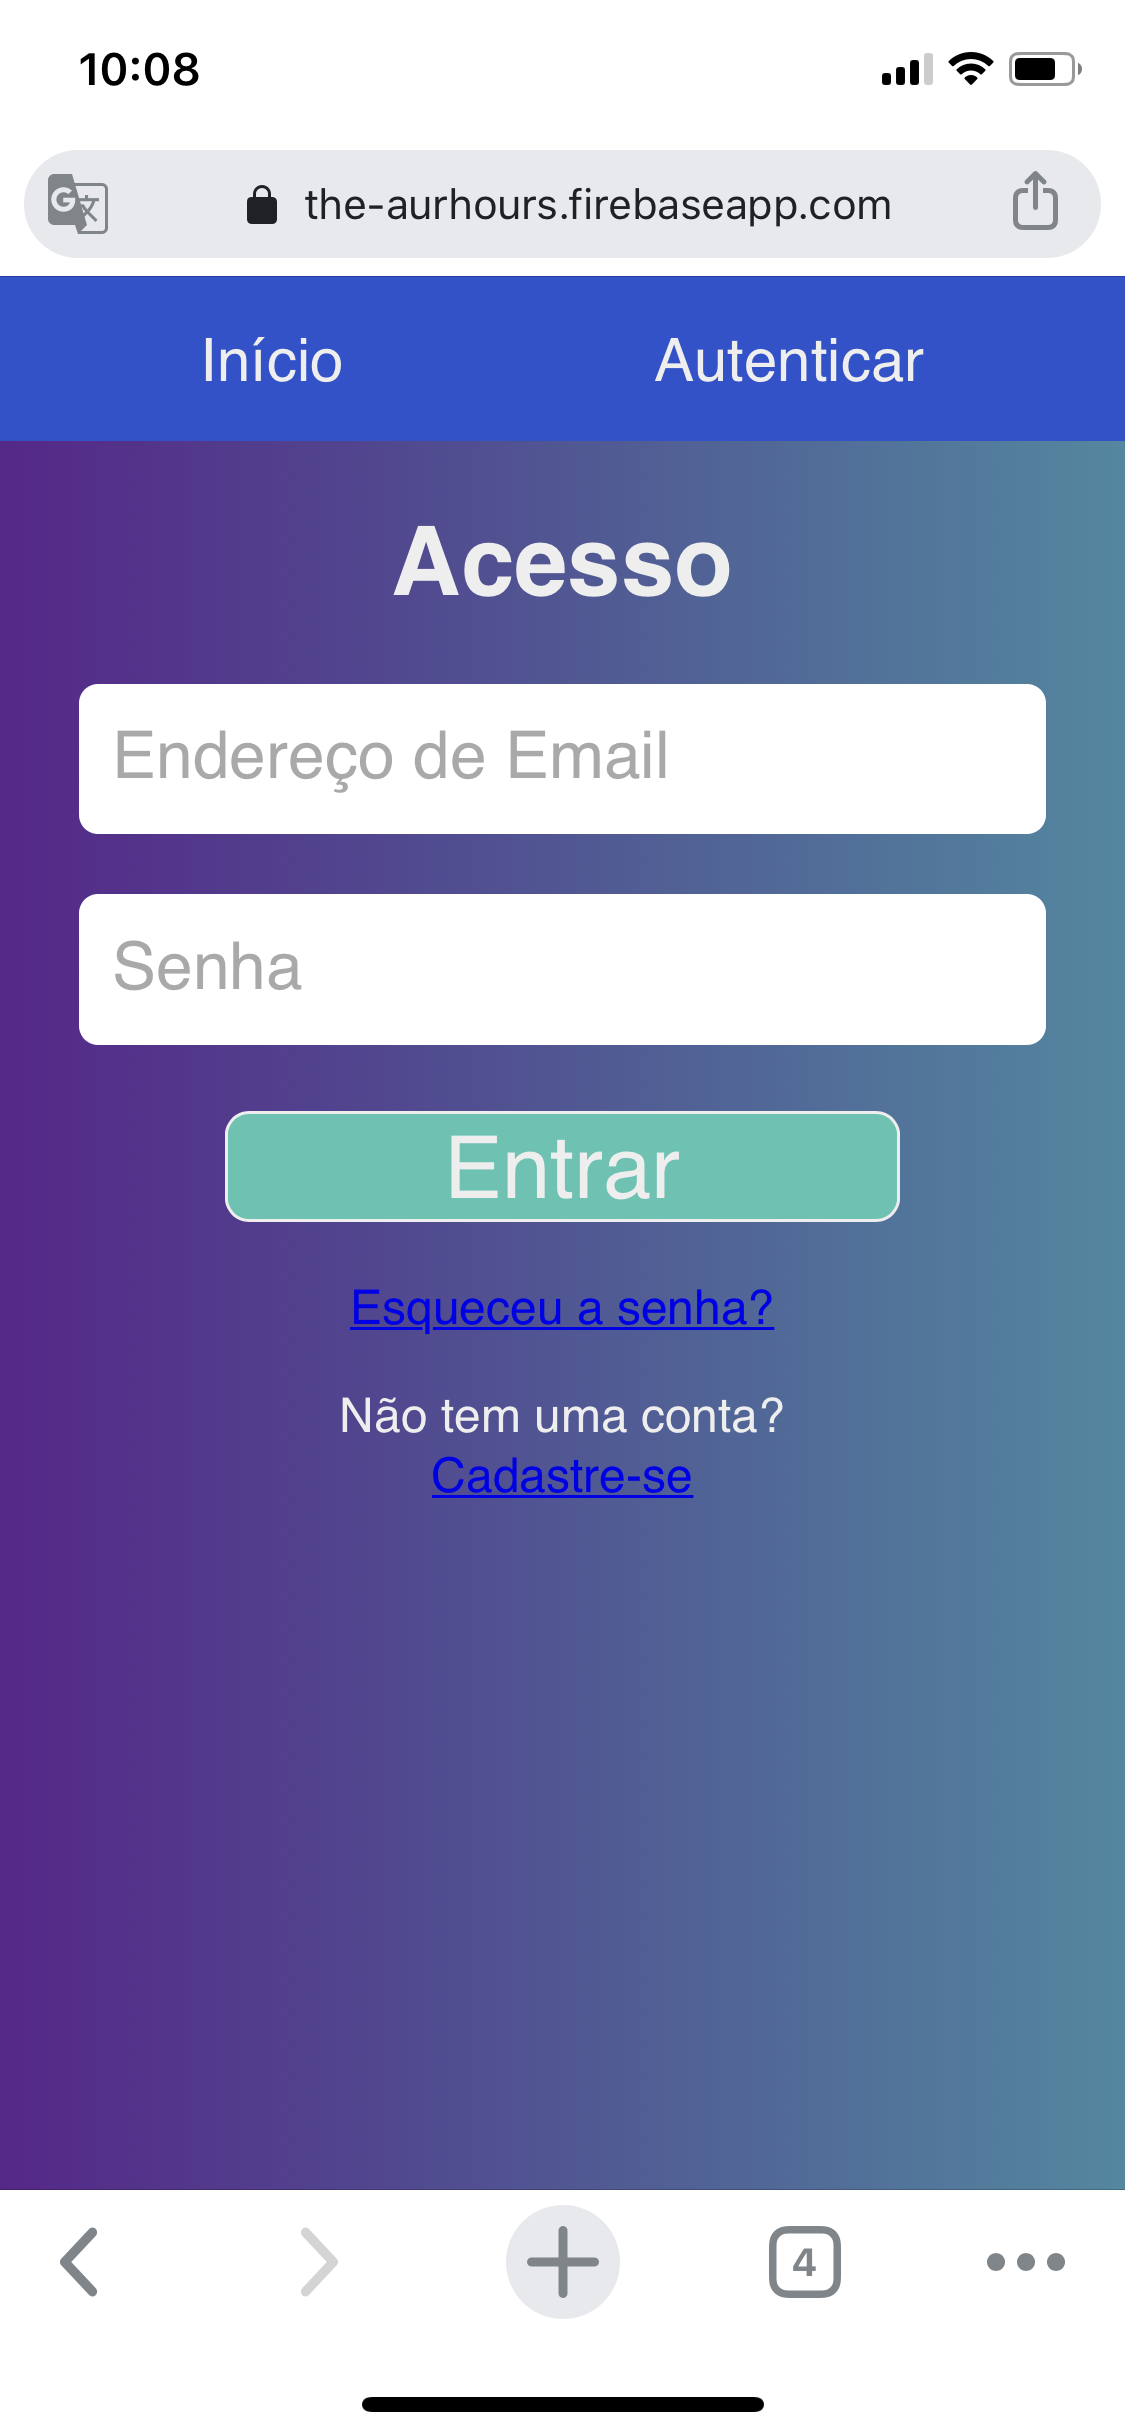 10:08
the-aurhours.firebaseapp.com
Início Autenticar
Acesso
Endereço de Email
Senha
Entrar
Esqueceu a senha?
Não tem uma conta?
Cadastre-se
4